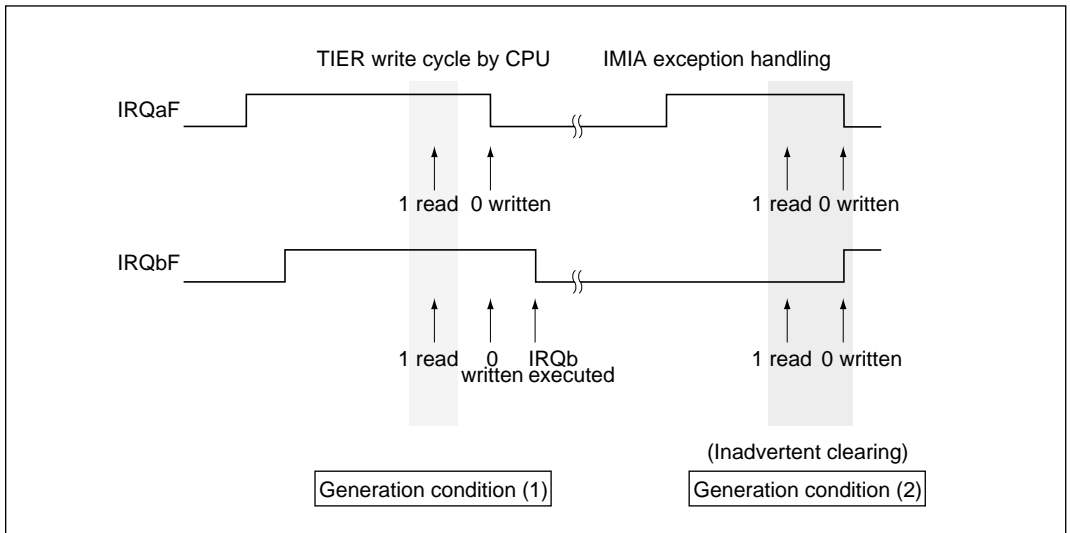 TIER write cycle by CPU IMIA exception handling
IRQaF
1 read 0 written 1 read 0 written
IRQbF
1 read 0 IRQb 1 read 0 written
written executed
(Inadvertent clearing)
Generation condition (1) Generation condition (2)